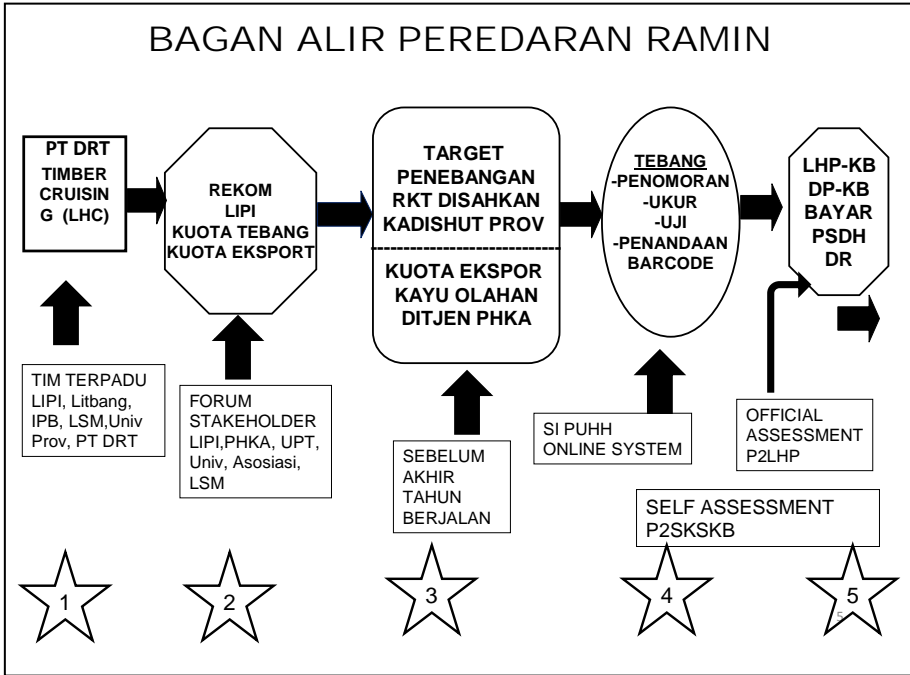 BAGAN ALIR PEREDARAN RAMIN
PT DRT
TIMBER
CRUISIN
G (LHC)
REKOM
LIPI
KUOTA TEBANG
KUOTA EKSPORT
TARGET
PENEBANGAN
RKT DISAHKAN
KADISHUT PROV
KUOTA EKSPOR
KAYU OLAHAN
DITJEN PHKA
TEBANG
-PENOMORAN
-UKUR
-UJI
-PENANDAAN
BARCODE
LHP-KB
DP-KB
BAYAR
PSDH
DR
TIM TERPADU
LIPI, Litbang,
IPB, LSM,Univ
Prov, PT DRT
FORUM
STAKEHOLDER
LIPI,PHKA, UPT,
Univ, Asosiasi,
LSM
SEBELUM
AKHIR
TAHUN
BERJALAN
SI PUHH
ONLINE SYSTEM
OFFICIAL
ASSESSMENT
P2LHP
SELF ASSESSMENT
P2SKSKB
1
2
3
4
5
5